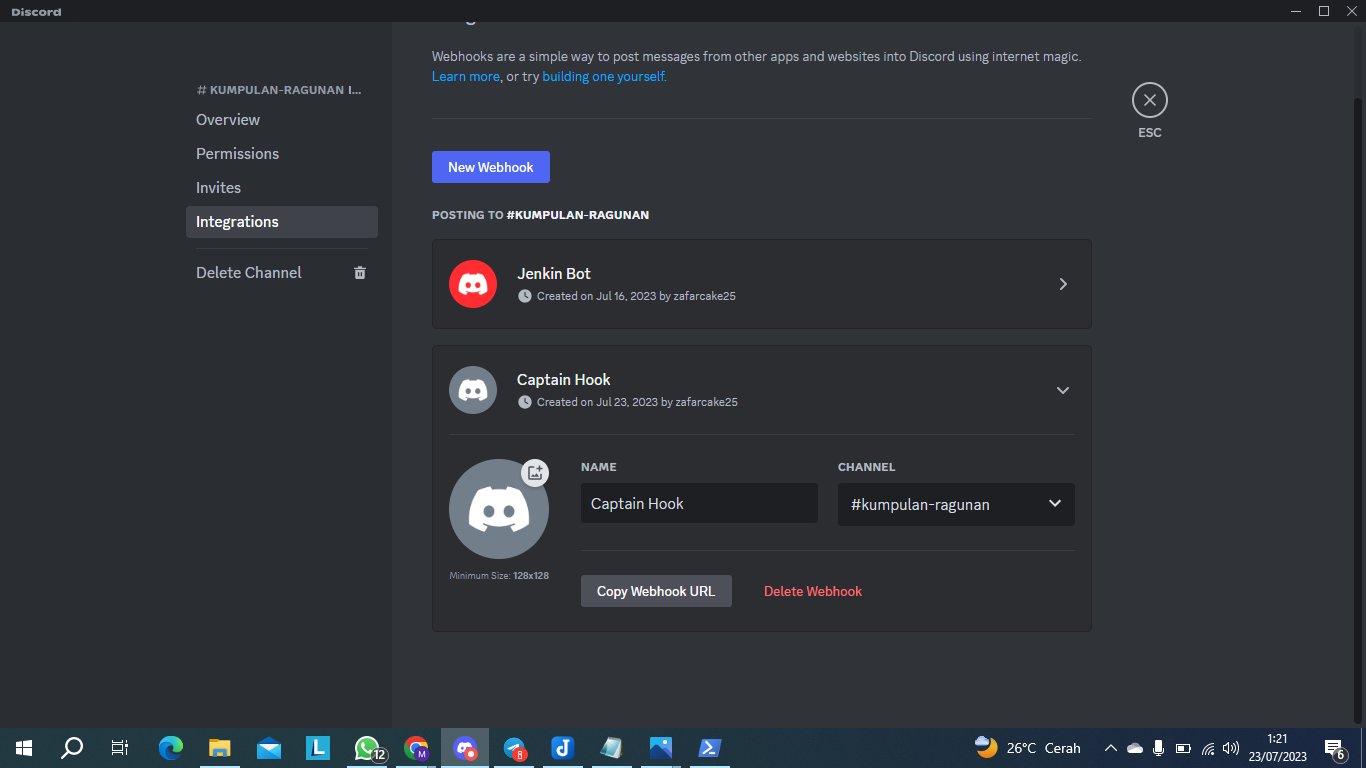 Discord
Webhooks are a simple way to post messages from other apps and websites into Discord using internet magic.
Learn more, or try building one yourself.
# KUMPULAN-RAGUNAN I...
Overview
Permissions
Invites
Integrations
Delete Channel
ESC
New Webhook
POSTING TO #KUMPULAN-RAGUNAN
Jenkin Bot
Created on Jul 16, 2023 by zafarcake25
Captain Hook
Created on Jul 23, 2023 by zafarcake25
NAME
CHANNEL
Captain Hook
#kumpulan-ragunan
Minimum Size: 128x128
Copy Webhook URL
Delete Webhook
L
12
M
8
26°C Cerah
1:21
23/07/2023
6